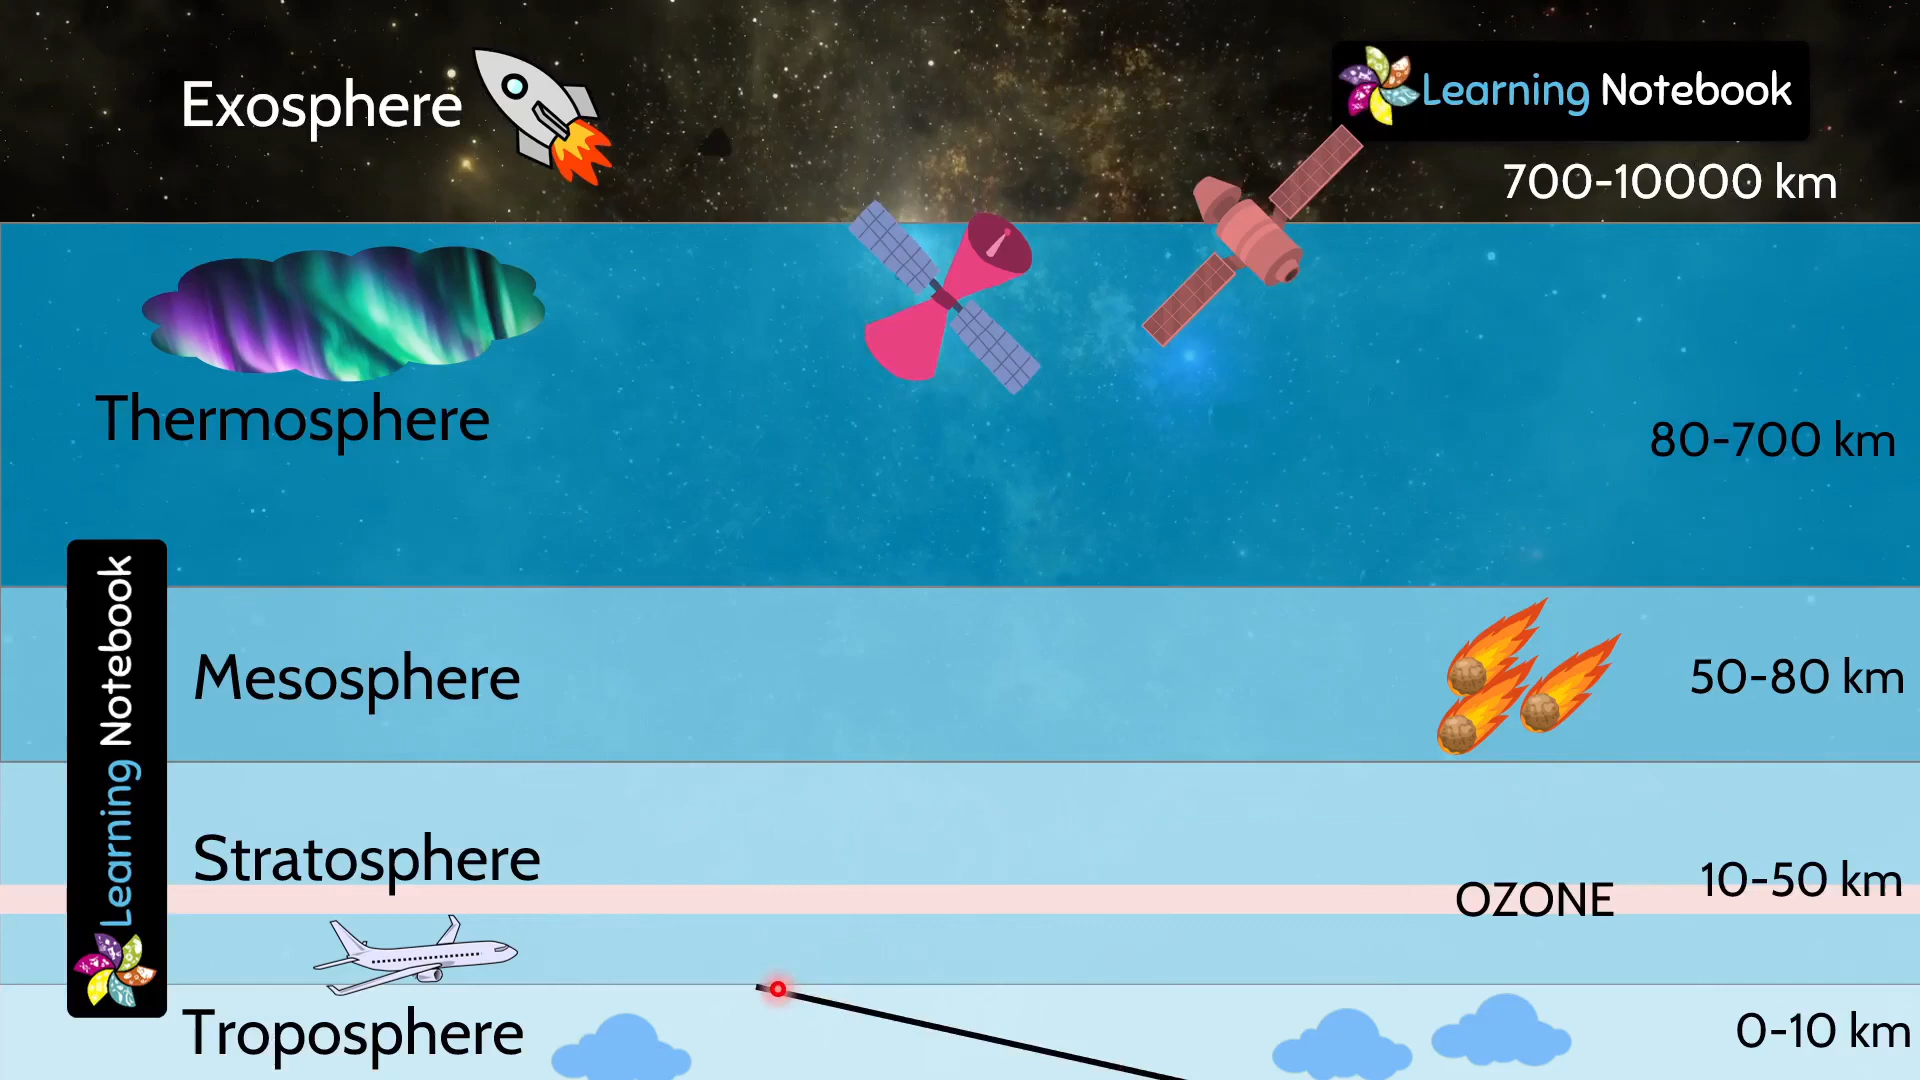 Exosphere
Learning Notebook
700-10000 km
Thermosphere
80-700 km
Learning Notebook
Mesosphere
50-80 km
Stratosphere
10-50 km
OZONE
Troposphere
0-10 km